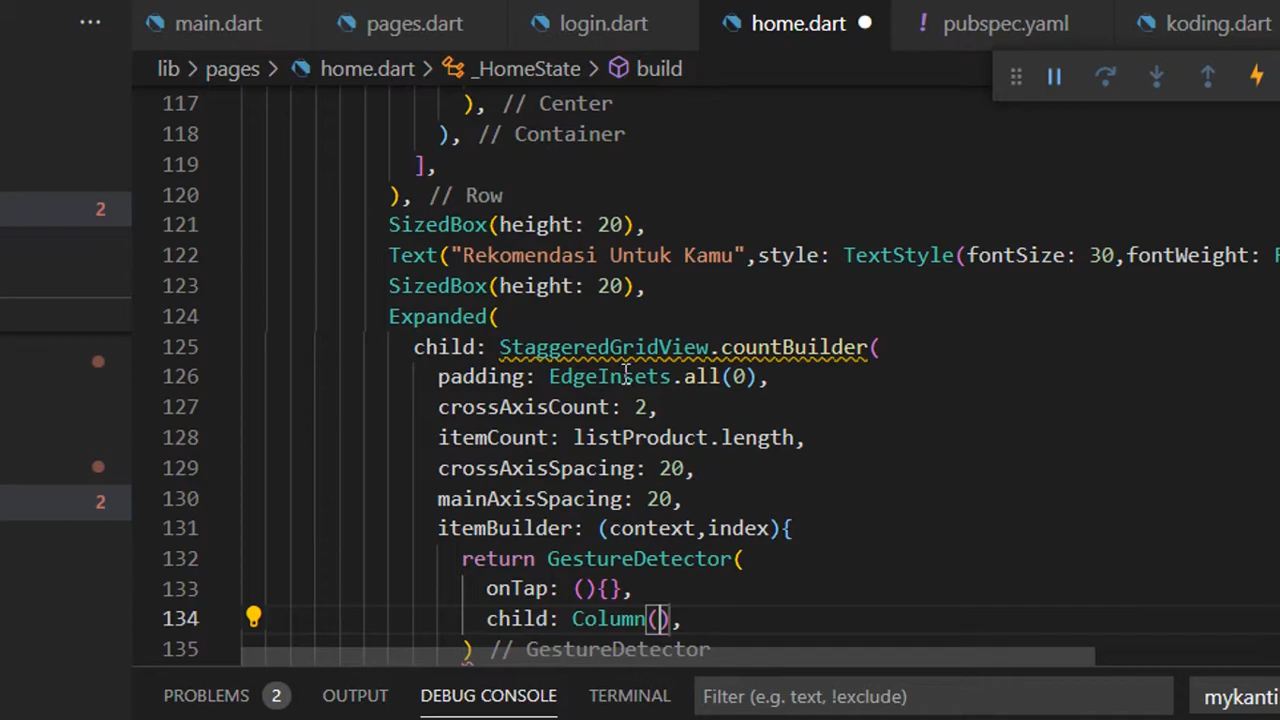 main.dart pages.dart login.dart home.dart ● ! pubspec.yaml koding.dart
lib > pages > home.dart > _HomeState > build
117 ), // Center
118 ), // Container
119 ],
120 ), // Row
121 SizedBox(height: 20),
122 Text("Rekomendasi Untuk Kamu",style: TextStyle(fontSize: 30,fontWeight:
123 SizedBox(height: 20),
124 Expanded(
125 child: StaggeredGridView.countBuilder(
126 padding: EdgeInsets.all(0),
127 crossAxisCount: 2,
128 itemCount: listProduct.length,
129 crossAxisSpacing: 20,
130 mainAxisSpacing: 20,
131 itemBuilder: (context,index){
132 return GestureDetector(
133 onTap: (){},
134 child: Column(),
135 ) // GestureDetector
2
2
PROBLEMS 2 OUTPUT DEBUG CONSOLE TERMINAL Filter (e.g. text, !exclude) mykanti